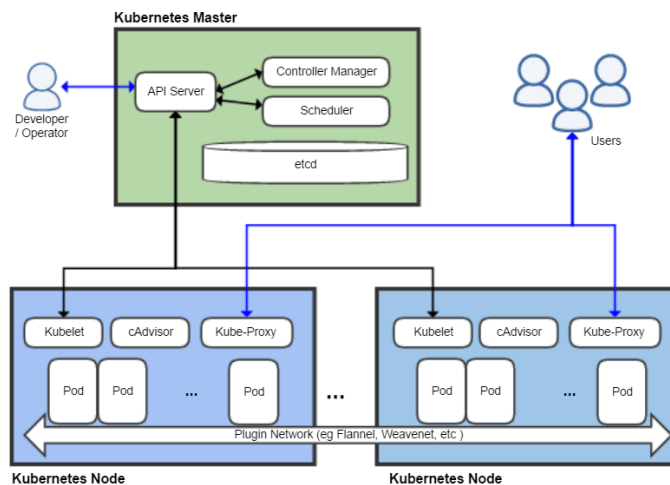 Kubernetes Master
API Server
Controller Manager
Scheduler
etcd
Developer
/ Operator
Users
Kubelet
cAdvisor
Kube-Proxy
Pod
Pod
...
Pod
...
Kubelet
cAdvisor
Kube-Proxy
Pod
Pod
...
Pod
Plugin Network (eg Flannel, Weavenet, etc )
Kubernetes Node
Kubernetes Node